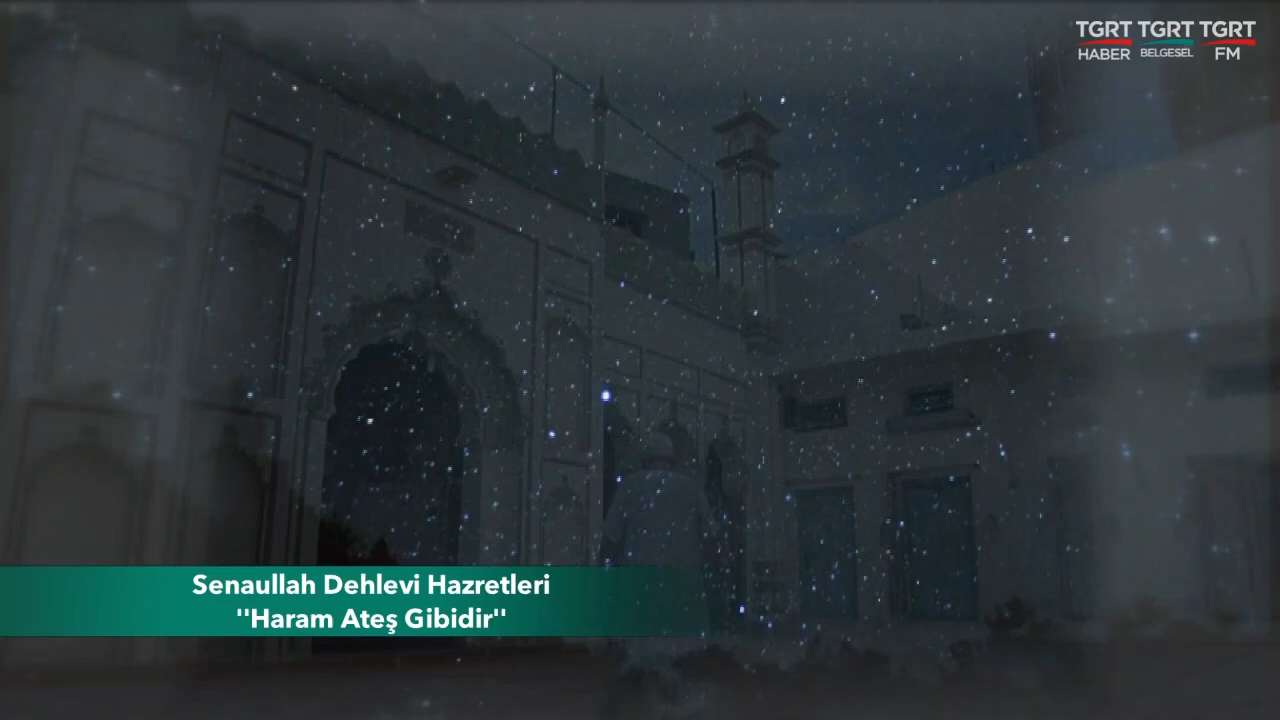 TGRT TGRT TGRT
HABER BELGESEL FM
Senaullah Dehlevi Hazretleri
''Haram Ateş Gibidir''